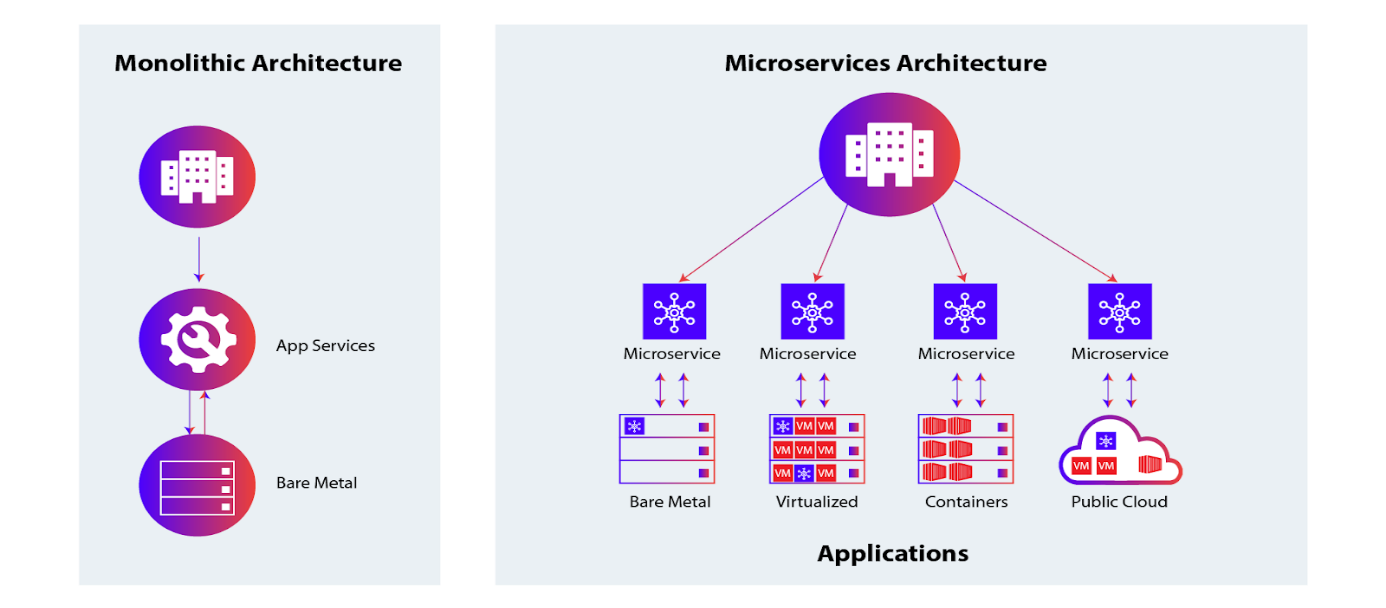 Monolithic Architecture
App Services
Bare Metal
Microservices Architecture
Microservice
Microservice
Microservice
Microservice
VM VM
VM VM VM
VM VM
VM VM
Bare Metal
Virtualized
Containers
Public Cloud
Applications